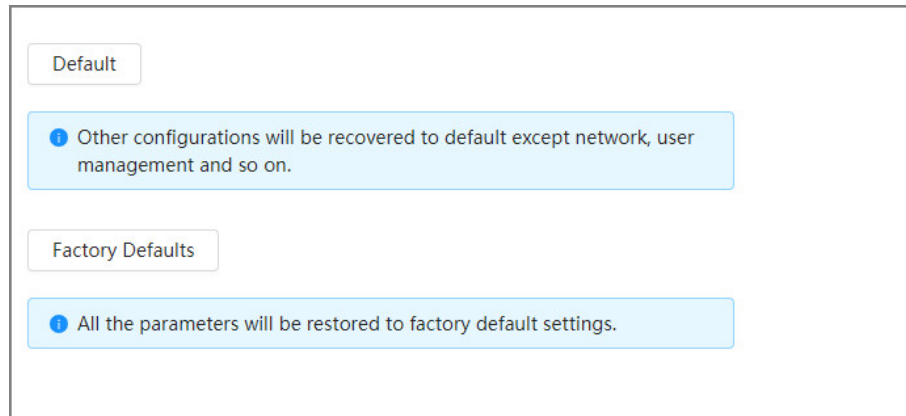 Default
Other configurations will be recovered to default except network, user
management and so on.
Factory Defaults
All the parameters will be restored to factory default settings.